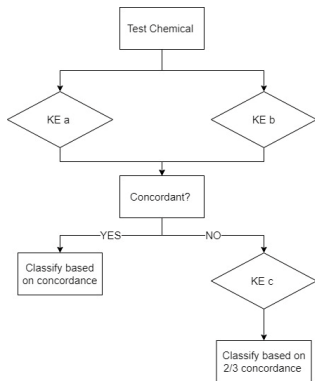 Test Chemical
KE a
KE b
Concordant?
YES
NO
Classify based
on concordance
KE c
Classify based on
2/3 concordance